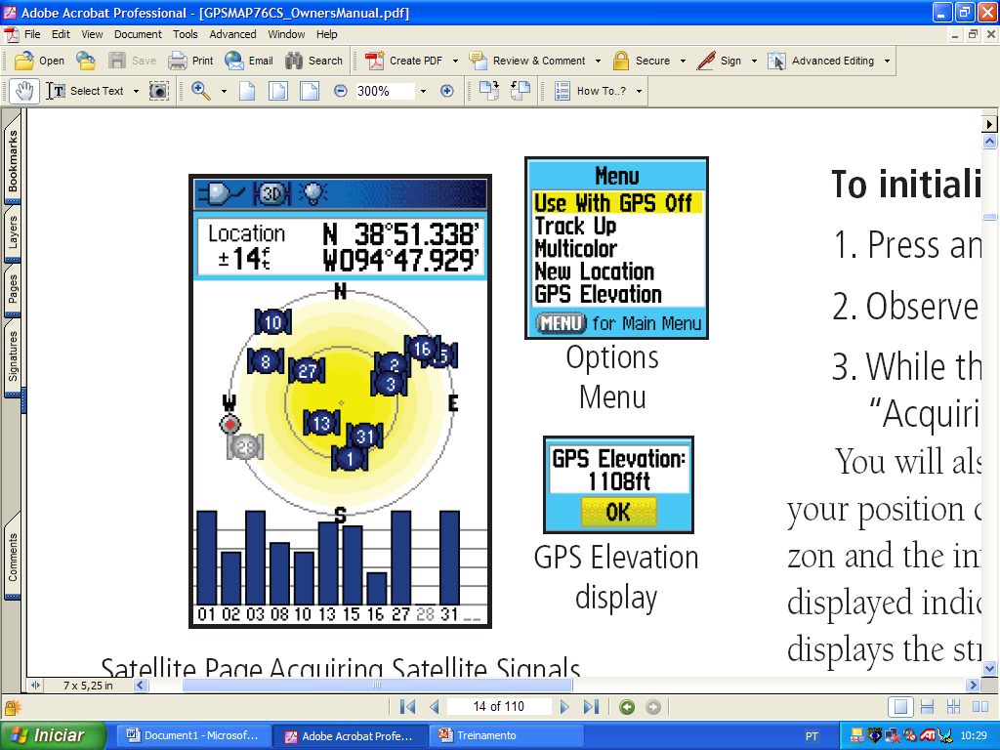 Adobe Acrobat Professional - [GPSMAP76CS_OwnersManual.pdf]
File Edit View Document Tools Advanced Window Help
Open Save Print Email Search Create PDF Review & Comment Secure Sign Advanced Editing
Select Text 300% How To..?
Bookmarks
Layers
Pages
Signatures
Comments
3D
Location N 38°51.338'
±14ft W094°47.929'
N
10
16
8
27
2
5
3
W
E
13
31
28
1
S
01 02 03 08 10 13 15 16 27 28 31 __
Satellite Page Acquiring Satellite Signals
Menu
Use With GPS Off
Track Up
Multicolor
New Location
GPS Elevation
MENU for Main Menu
Options
Menu
GPS Elevation:
1108ft
OK
GPS Elevation
display
To initiali
1. Press an
2. Observe
3. While th
“Acquiri
You will als
your position c
zon and the in
displayed indic
displays the str
7 x 5,25 in
14 of 110
Iniciar Document1 - Microsof... Adobe Acrobat Profe... Treinamento PT ATI 10:29